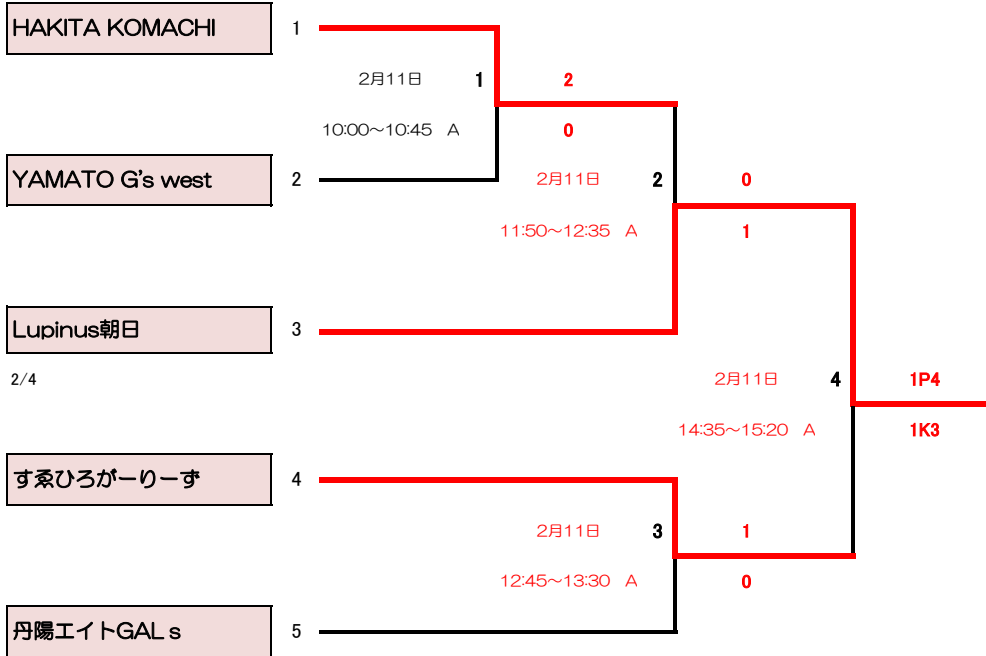 HAKITA KOMACHI 1
2月11日 1 2
10:00～10:45 A 0
YAMATO G's west 2 2月11日 2 0
11:50～12:35 A 1
Lupinus朝日 3
2/4 2月11日 4 1P4
14:35～15:20 A 1K3
すゑひろがーりーず 4
2月11日 3 1
12:45～13:30 A 0
丹陽エイトGALｓ 5